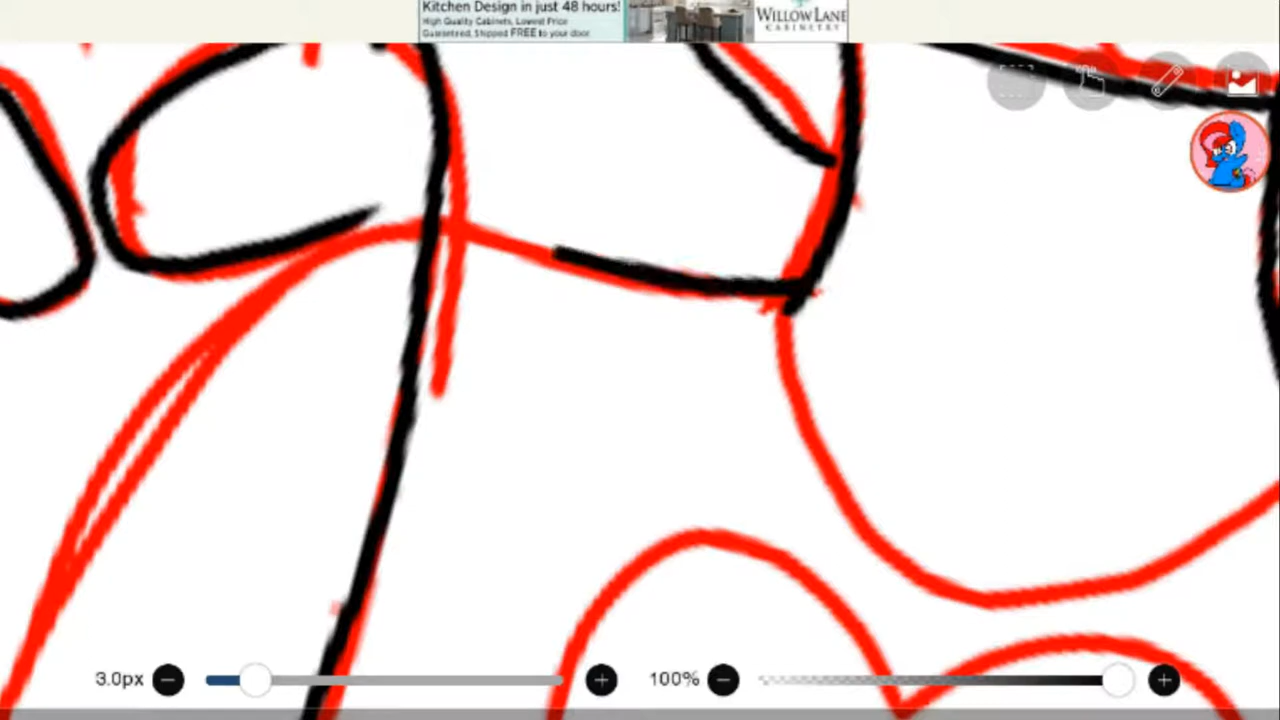 Kitchen Design in just 48 hours!
High Quality Cabinets, Lowest Price
Guaranteed, Shipped FREE to your door
WILLOW LANE
CABINETRY
3.0px
100%